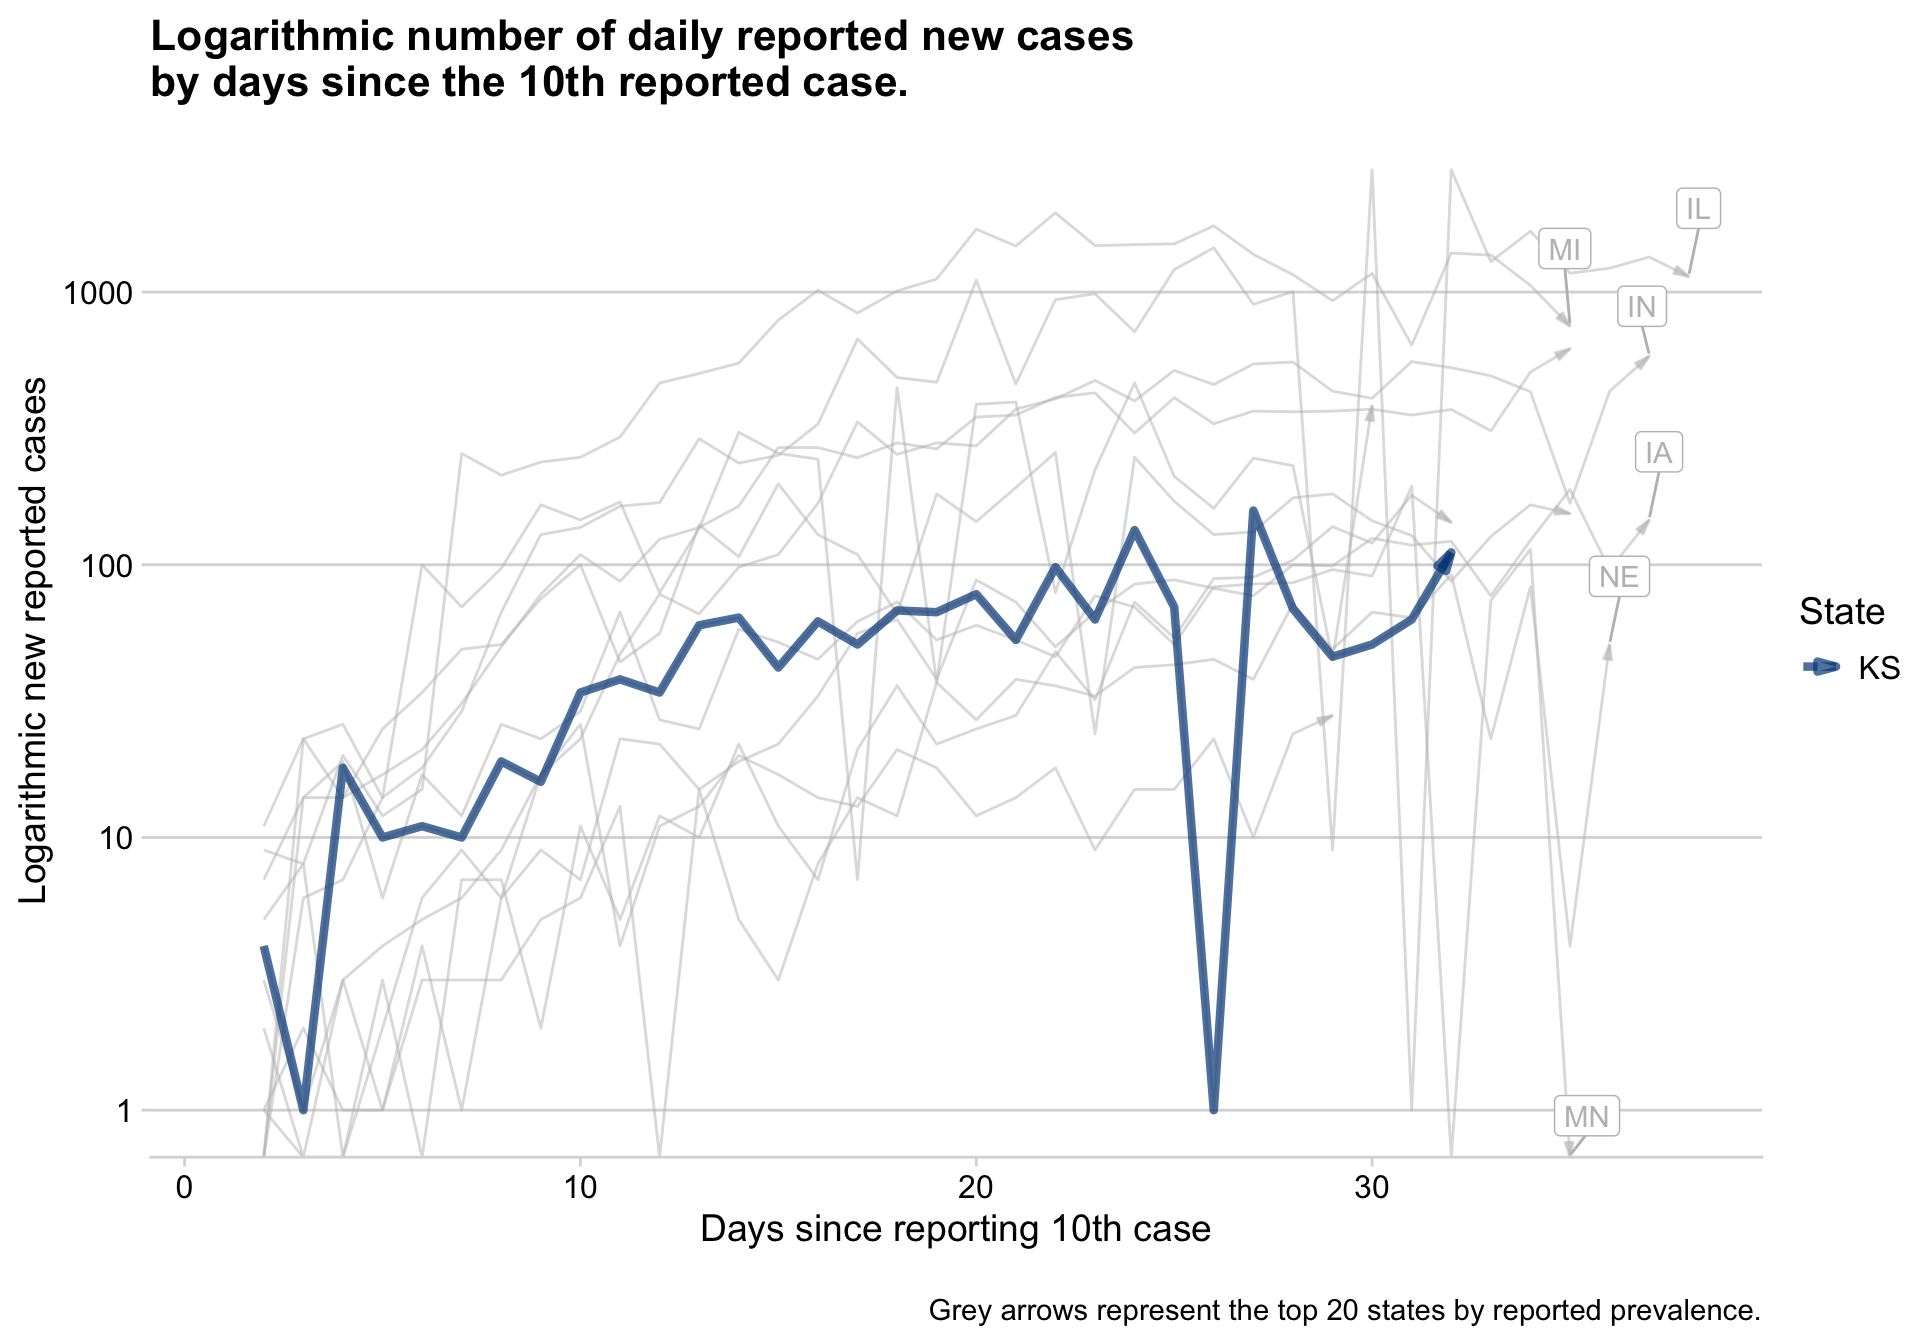 Logarithmic number of daily reported new cases
by days since the 10th reported case.
IL
MI
1000
IN
IA
100
NE
10
1
MN
Logarithmic new reported cases
State
KS
0
10
20
30
Days since reporting 10th case
Grey arrows represent the top 20 states by reported prevalence.